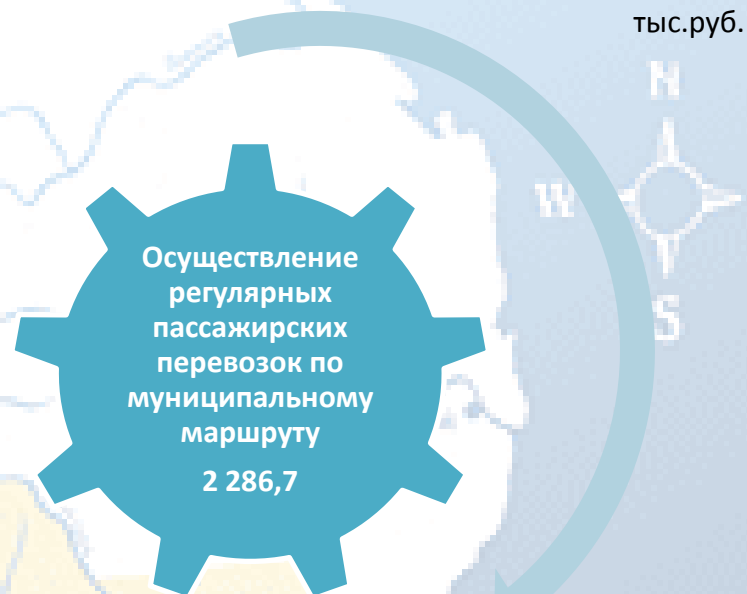 тыс.руб.
N
W
S
Осуществление
регулярных
пассажирских
перевозок по
муниципальному
маршруту
2 286,7